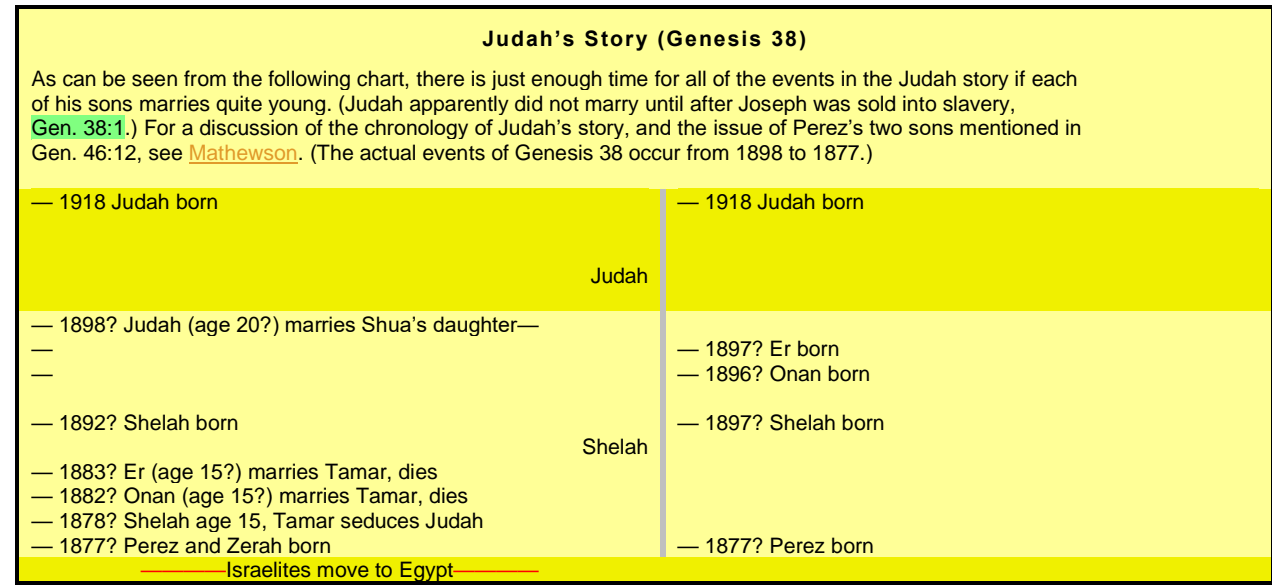 Judah's Story (Genesis 38)
As can be seen from the following chart, there is just enough time for all of the events in the Judah story if each
of his sons marries quite young. (Judah apparently did not marry until after Joseph was sold into slavery,
Gen. 38:1.) For a discussion of the chronology of Judah's story, and the issue of Perez's two sons mentioned in
Gen. 46:12, see Mathewson. (The actual events of Genesis 38 occur from 1898 to 1877.)
— 1918 Judah born
Judah
— 1898? Judah (age 20?) marries Shua's daughter—
—
—
— 1892? Shelah born
Shelah
— 1883? Er (age 15?) marries Tamar, dies
— 1882? Onan (age 15?) marries Tamar, dies
— 1878? Shelah age 15, Tamar seduces Judah
— 1877? Perez and Zerah born
————Israelites move to Egypt————
— 1918 Judah born
— 1897? Er born
— 1896? Onan born
— 1897? Shelah born
— 1877? Perez born